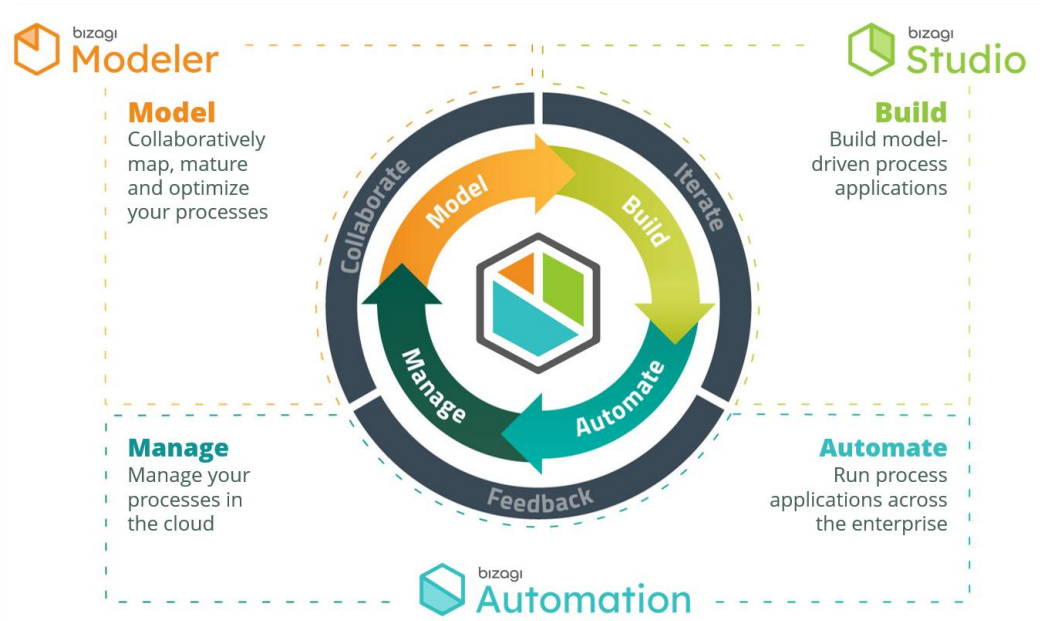 bizagi
Modeler
bizagi
Studio
Model
Collaboratively
map, mature
and optimize
your processes
Build
Build model-
driven process
applications
Collaborate
Iterate
Feedback
Model
Build
Automate
Manage
Manage
Manage your
processes in
the cloud
Automate
Run process
applications across
the enterprise
bizagi
Automation